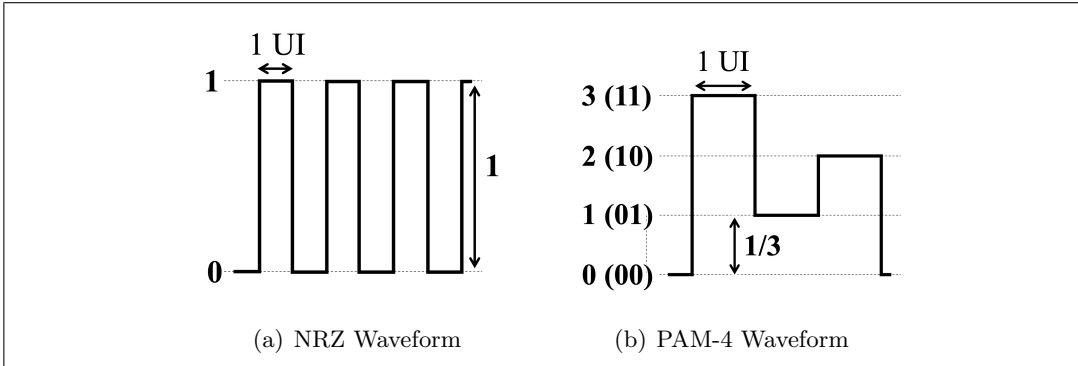 1 UI
1
1
0
(a) NRZ Waveform
1 UI
3 (11)
2 (10)
1 (01)
1/3
0 (00)
(b) PAM-4 Waveform